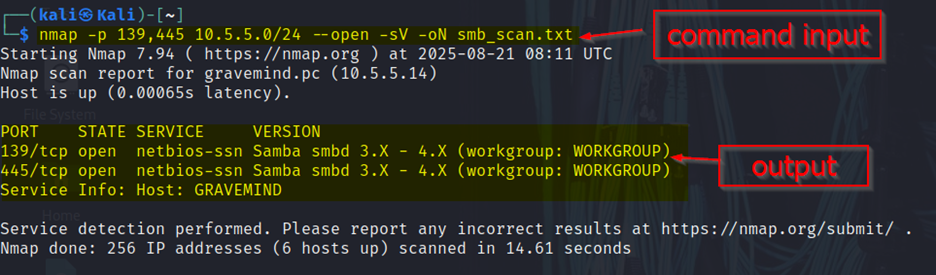 ┌──(kali㉿Kali)-[~]
└─$ nmap -p 139,445 10.5.5.0/24 --open -sV -oN smb_scan.txt
command input
Starting Nmap 7.94 ( https://nmap.org ) at 2025-08-21 08:11 UTC
Nmap scan report for gravemind.pc (10.5.5.14)
Host is up (0.00065s latency).
File System
PORT    STATE SERVICE     VERSION
139/tcp open  netbios-ssn Samba smbd 3.X - 4.X (workgroup: WORKGROUP)
445/tcp open  netbios-ssn Samba smbd 3.X - 4.X (workgroup: WORKGROUP)
output
Service Info: Host: GRAVEMIND
Home
Service detection performed. Please report any incorrect results at https://nmap.org/submit/ .
Nmap done: 256 IP addresses (6 hosts up) scanned in 14.61 seconds